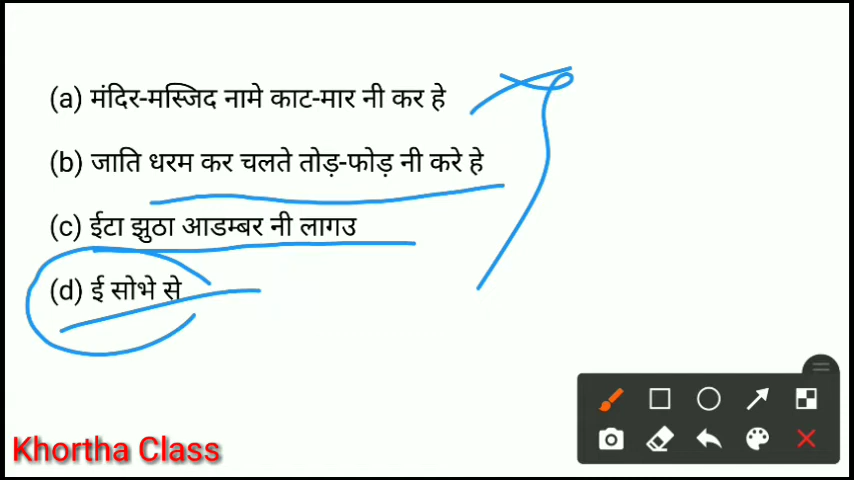 (a) मंदिर-मस्जिद नामे काट-मार नी कर हे
(b) जाति धरम कर चलते तोड़-फोड़ नी करे हे
(c) ईटा झुठा आडम्बर नी लागउ
(d) ई सोभे से
Khortha Class